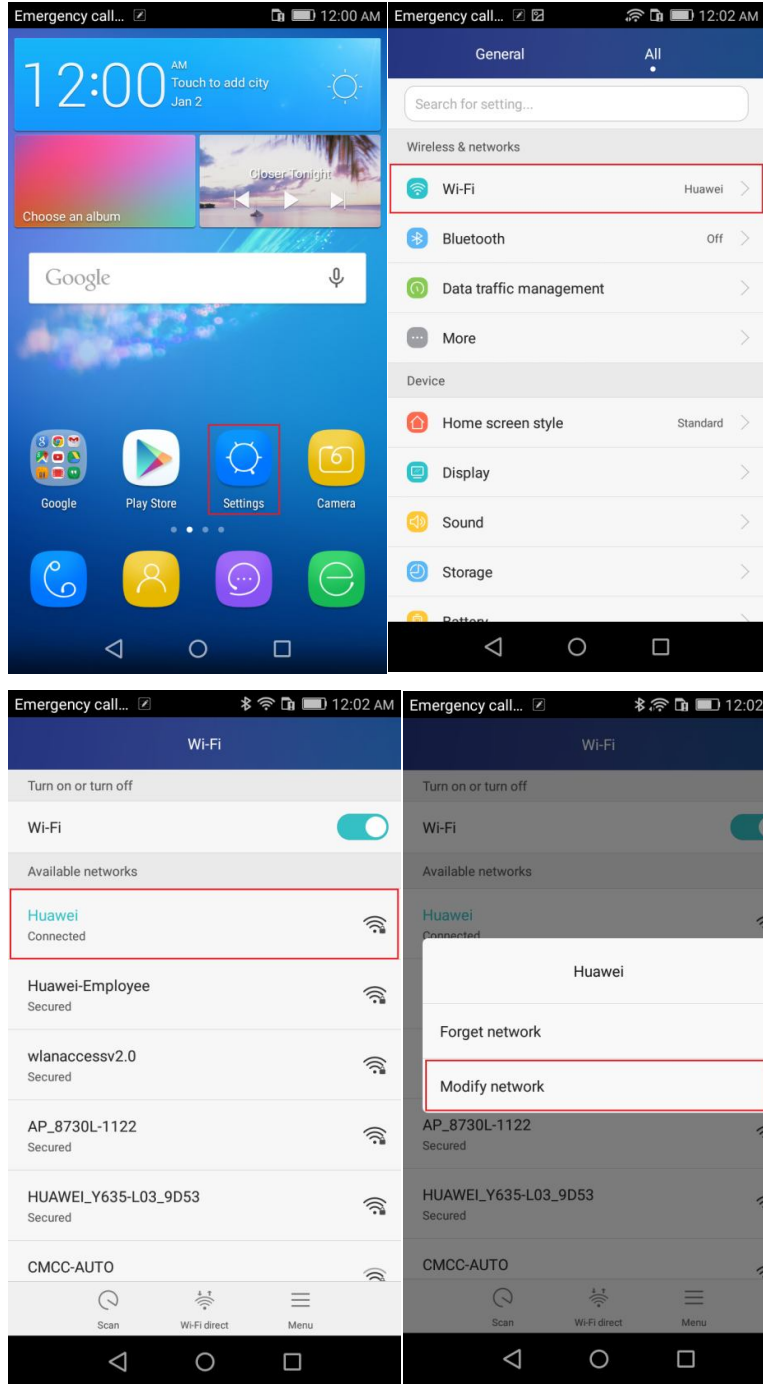 Emergency call... 12:00 AM
12:00 AM
Touch to add city
Jan 2
Choose an album
Closer Tonight
Google
Google Play Store Settings Camera
Emergency call... 12:02 AM
General All
Search for setting...
Wireless & networks
Wi-Fi Huawei
Bluetooth Off
Data traffic management
More
Device
Home screen style Standard
Display
Sound
Storage
Battery
Emergency call... 12:02 AM
Wi-Fi
Turn on or turn off
Wi-Fi
Available networks
Huawei
Connected
Huawei-Employee
Secured
wlanaccessv2.0
Secured
AP_8730L-1122
Secured
HUAWEI_Y635-L03_9D53
Secured
CMCC-AUTO
Scan Wi-Fi direct Menu
Emergency call... 12:02
Wi-Fi
Turn on or turn off
Wi-Fi
Available networks
Huawei
Connected
Huawei
Forget network
Modify network
AP_8730L-1122
Secured
HUAWEI_Y635-L03_9D53
Secured
CMCC-AUTO
Scan Wi-Fi direct Menu